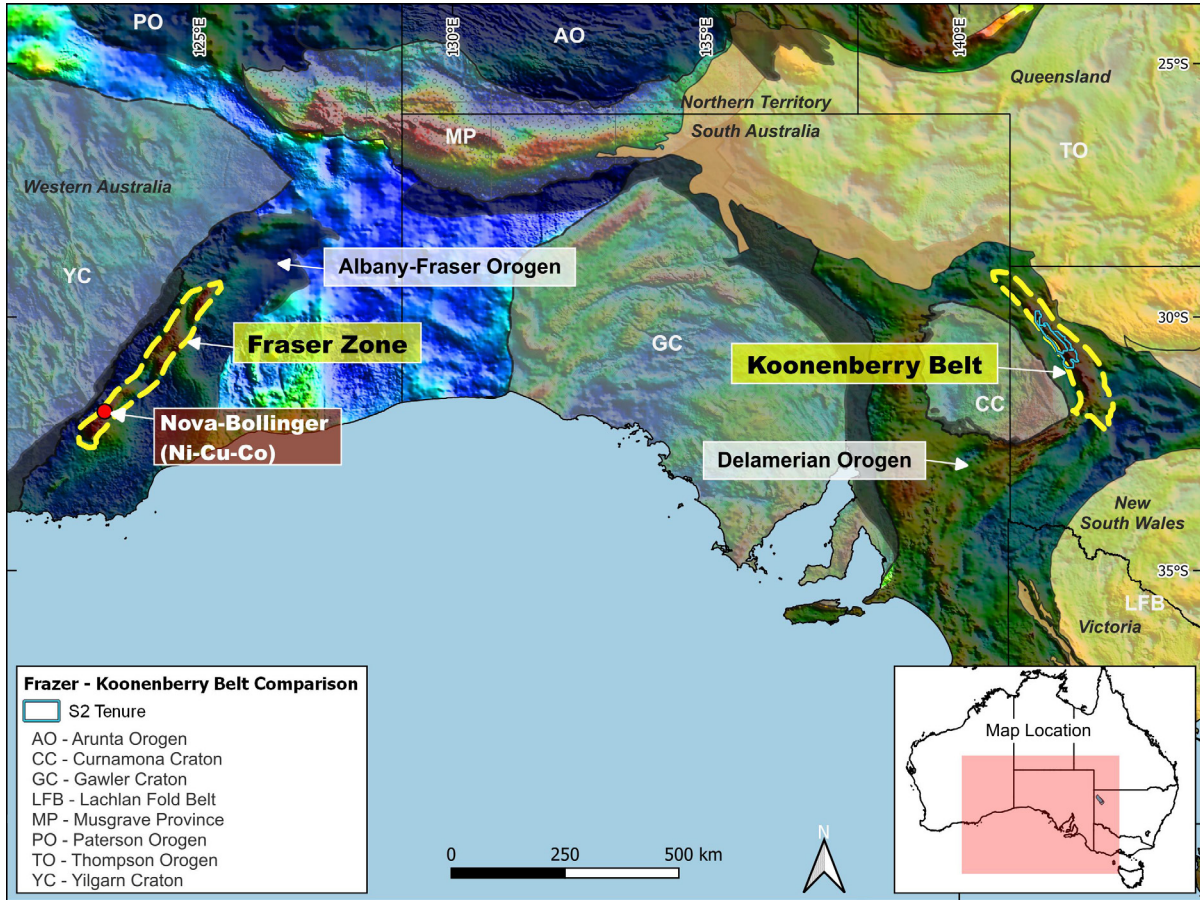 PO
125°E
130°E
AO
135°E
140°E
25°S
Queensland
Northern Territory
South Australia
MP
TO
Western Australia
YC
Albany-Fraser Orogen
30°S
Fraser Zone
GC
Koonenberry Belt
CC
Nova-Bollinger
(Ni-Cu-Co)
Delamerian Orogen
New
South Wales
35°S
LFB
Victoria
Frazer - Koonenberry Belt Comparison
S2 Tenure
AO - Arunta Orogen
CC - Curnamona Craton
GC - Gawler Craton
LFB - Lachlan Fold Belt
MP - Musgrave Province
PO - Paterson Orogen
TO - Thompson Orogen
YC - Yilgarn Craton
0 250 500 km
N
Map Location